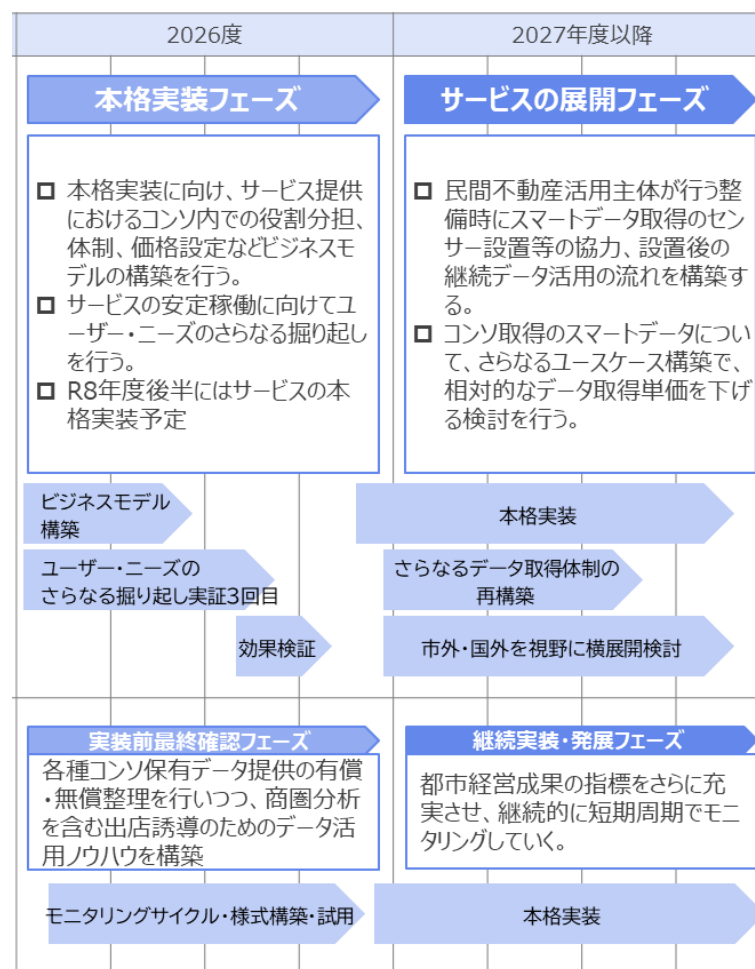 2026度
2027年度以降
本格実装フェーズ
サービスの展開フェーズ
本格実装に向け、サービス提供
におけるコンソ内での役割分担、
体制、価格設定などビジネスモ
デルの構築を行う。
サービスの安定稼働に向けてユ
ーザー・ニーズのさらなる掘り起し
を行う。
R8年度後半にはサービスの本
格実装予定
民間不動産活用主体が行う整
備時にスマートデータ取得のセン
サー設置等の協力、設置後の
継続データ活用の流れを構築す
る。
コンソ取得のスマートデータについ
て、さらなるユースケース構築で、
相対的なデータ取得単価を下げ
る検討を行う。
ビジネスモデル
構築
本格実装
ユーザー・ニーズの
さらなる掘り起し実証3回目
さらなるデータ取得体制の
再構築
効果検証
市外・国外を視野に横展開検討
実装前最終確認フェーズ
継続実装・発展フェーズ
各種コンソ保有データ提供の有償
・無償整理を行いつつ、商圏分析
を含む出店誘導のためのデータ活
用ノウハウを構築
都市経営成果の指標をさらに充
実させ、継続的に短期周期でモニ
タリングしていく。
モニタリングサイクル・様式構築・試用
本格実装